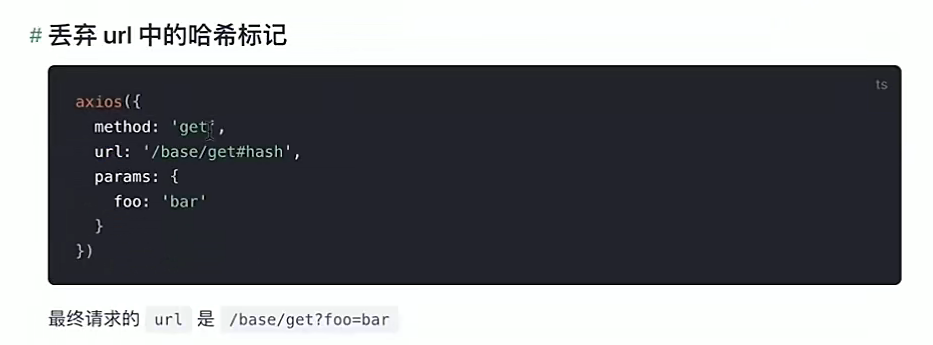 # 丢弃 url 中的哈希标记
ts
axios({
  method: 'get',
  url: '/base/get#hash',
  params: {
    foo: 'bar'
  }
})
最终请求的 url 是 /base/get?foo=bar